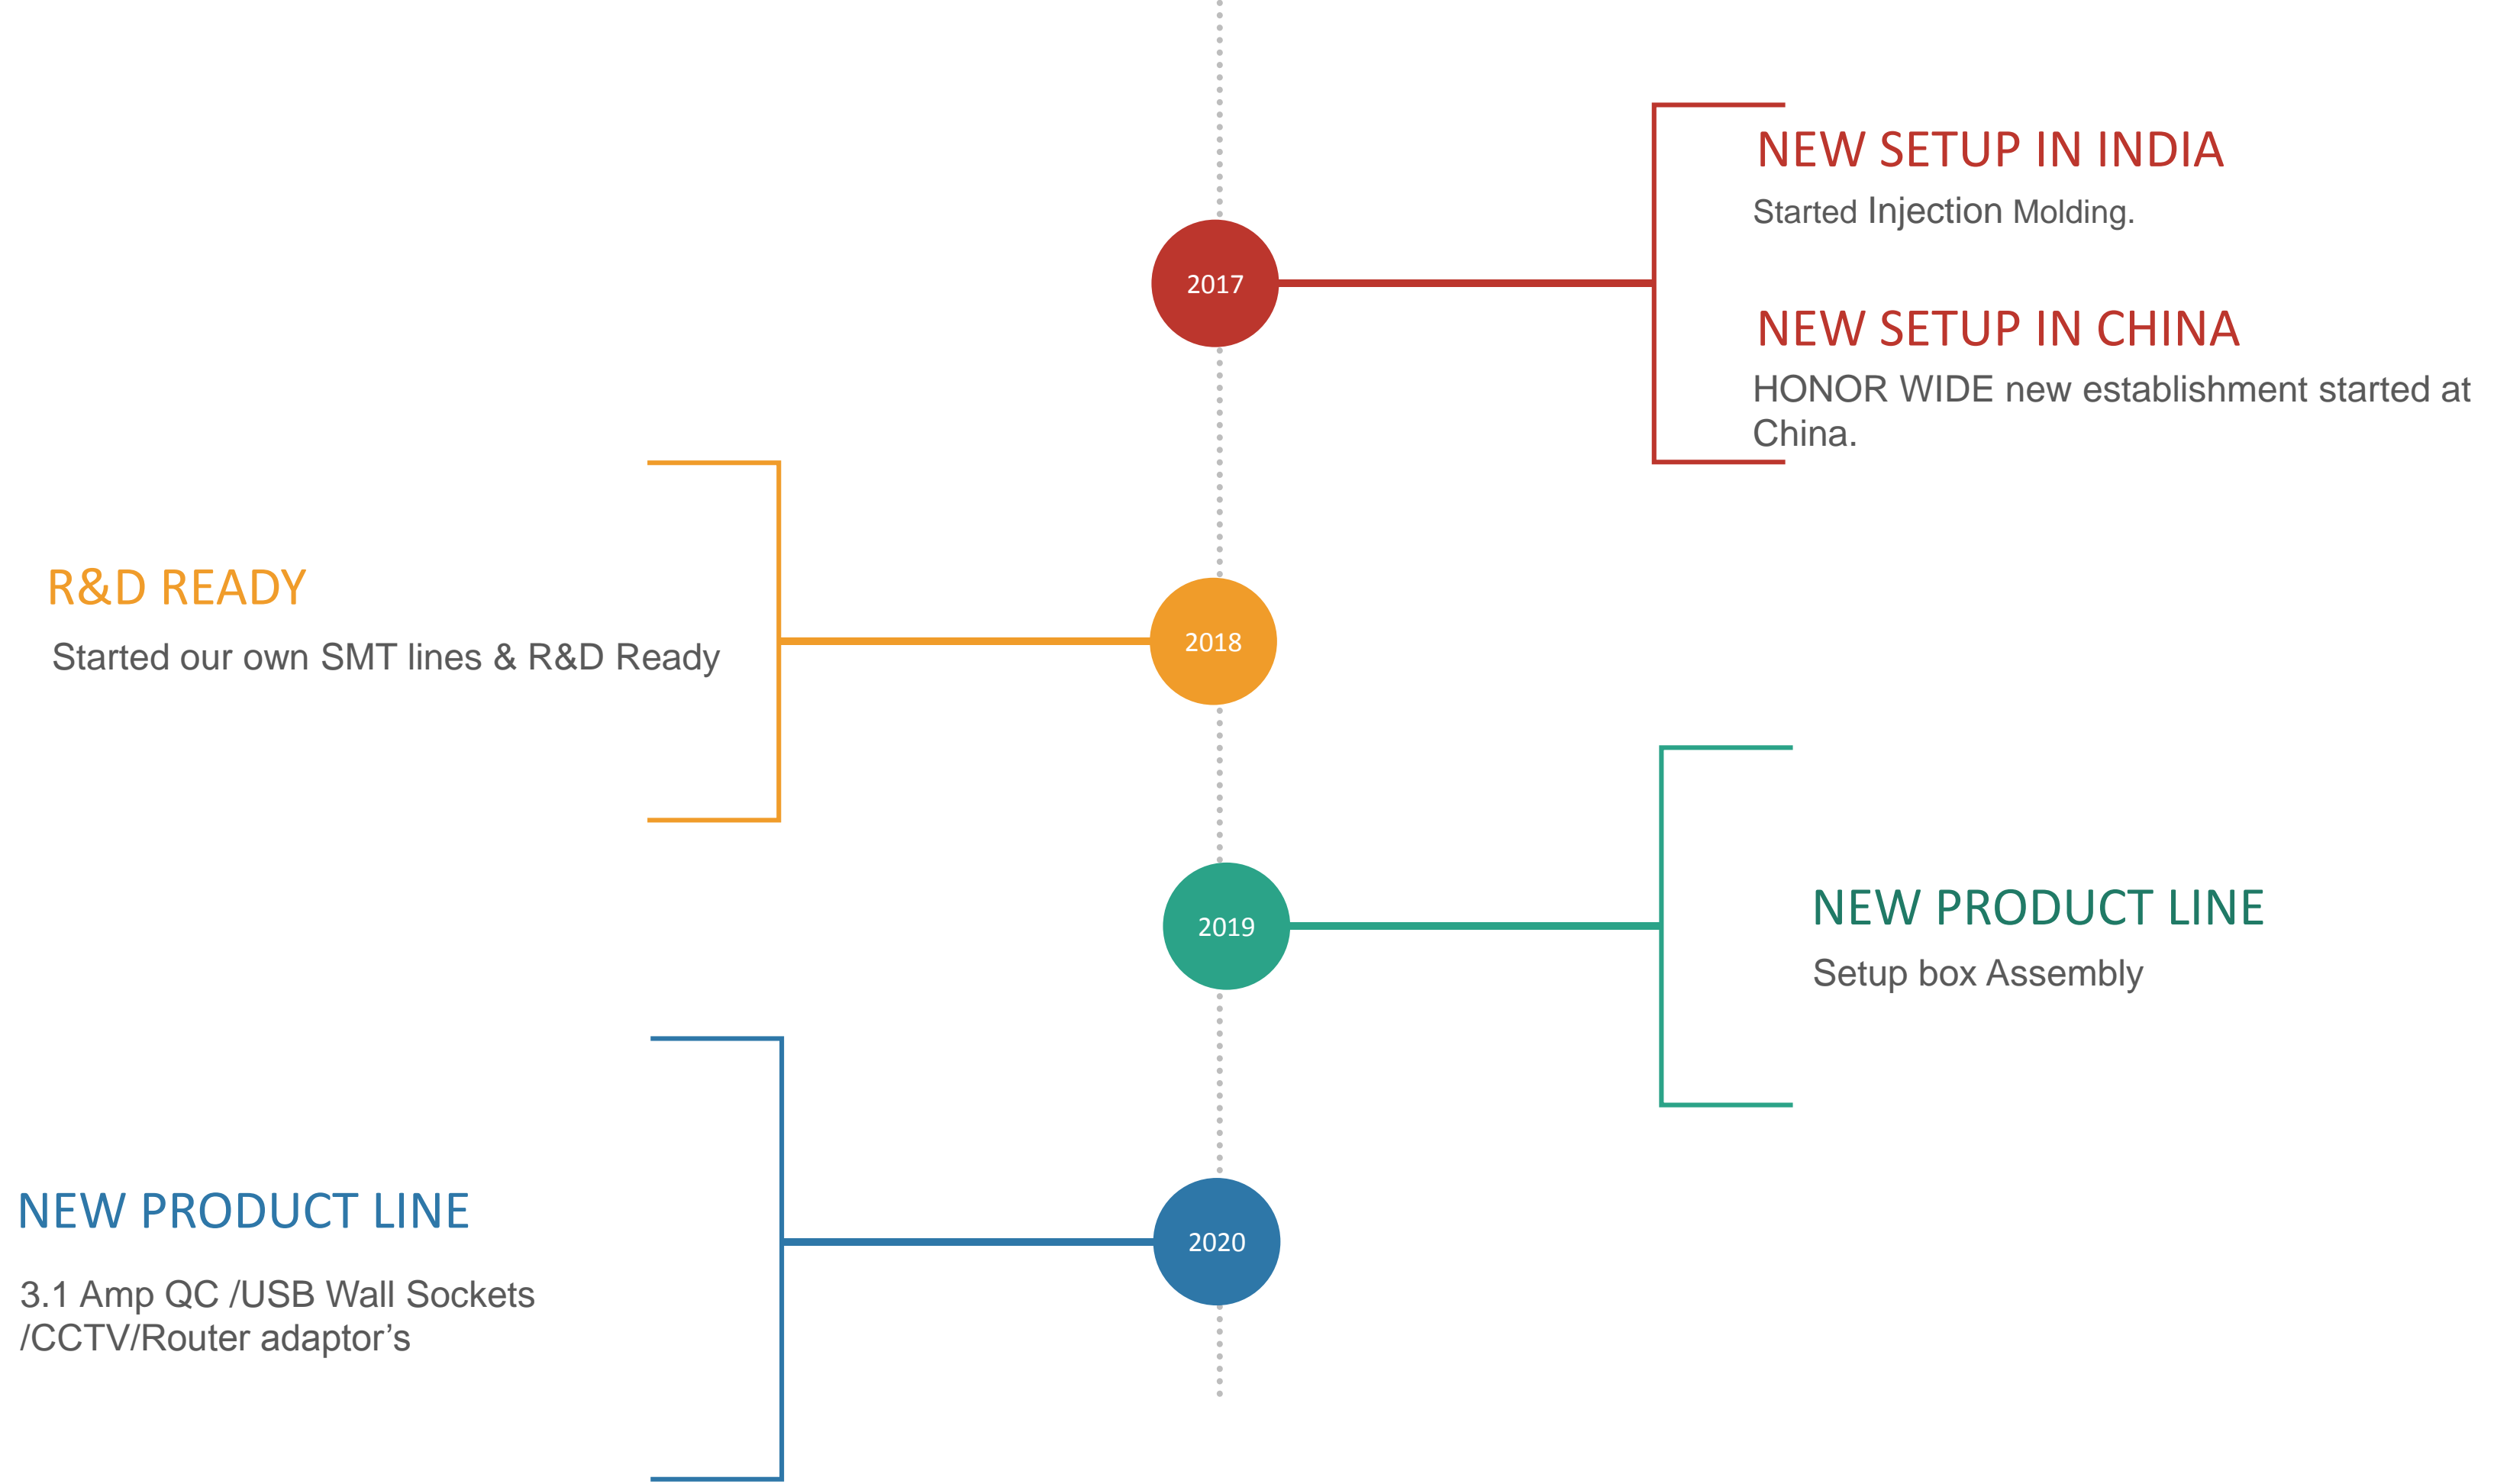 2017
NEW SETUP IN INDIA
Started Injection Molding.
NEW SETUP IN CHINA
HONOR WIDE new establishment started at
China.
2018
R&D READY
Started our own SMT lines & R&D Ready
2019
NEW PRODUCT LINE
Setup box Assembly
2020
NEW PRODUCT LINE
3.1 Amp QC /USB Wall Sockets
/CCTV/Router adaptor’s